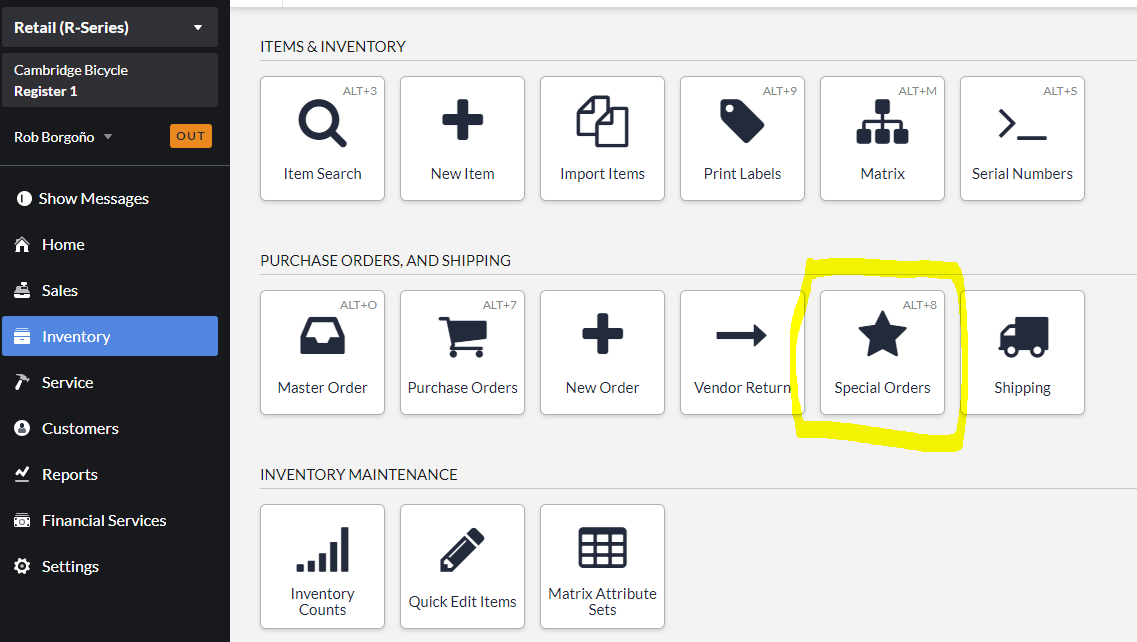 Retail (R-Series)
Cambridge Bicycle
Register 1
Rob Borgoño
OUT
Show Messages
Home
Sales
Inventory
Service
Customers
Reports
Financial Services
Settings
ITEMS & INVENTORY
ALT+3
Item Search
New Item
Import Items
ALT+9
Print Labels
ALT+M
Matrix
ALT+S
Serial Numbers
PURCHASE ORDERS, AND SHIPPING
ALT+O
Master Order
ALT+7
Purchase Orders
New Order
Vendor Return
ALT+8
Special Orders
Shipping
INVENTORY MAINTENANCE
Inventory
Counts
Quick Edit Items
Matrix Attribute
Sets